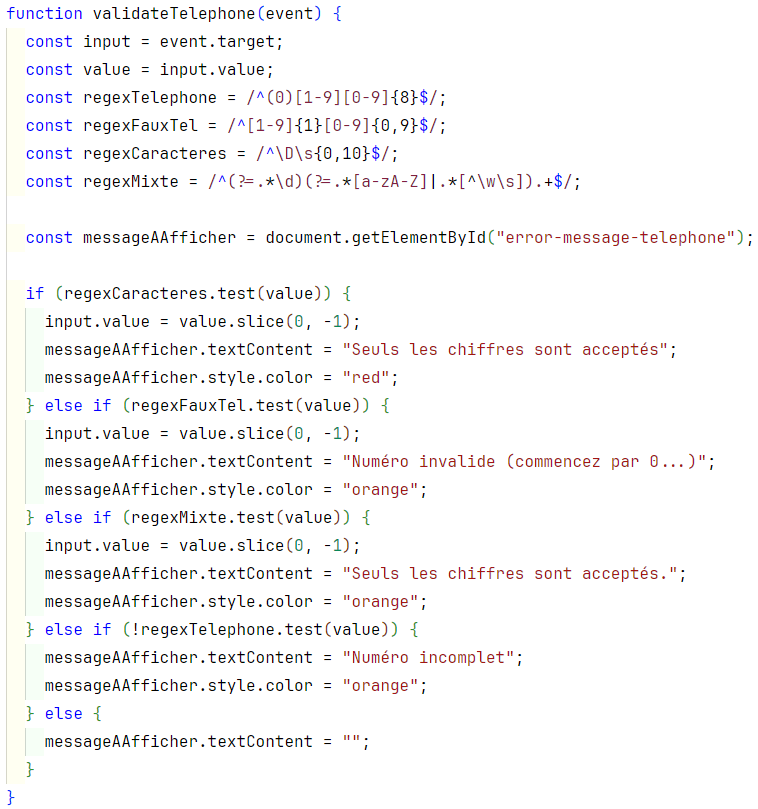 function validateTelephone(event) {
  const input = event.target;
  const value = input.value;
  const regexTelephone = /^(0)[1-9][0-9]{8}$/;
  const regexFauxTel = /^[1-9]{1}[0-9]{0,9}$/;
  const regexCaracteres = /^\D\s{0,10}$/;
  const regexMixte = /^(?=.*\d)(?=.*[a-zA-Z]|.*[^\w\s]).+$/;

  const messageAAfficher = document.getElementById("error-message-telephone");

  if (regexCaracteres.test(value)) {
    input.value = value.slice(0, -1);
    messageAAfficher.textContent = "Seuls les chiffres sont acceptés";
    messageAAfficher.style.color = "red";
  } else if (regexFauxTel.test(value)) {
    input.value = value.slice(0, -1);
    messageAAfficher.textContent = "Numéro invalide (commencez par 0...)";
    messageAAfficher.style.color = "orange";
  } else if (regexMixte.test(value)) {
    input.value = value.slice(0, -1);
    messageAAfficher.textContent = "Seuls les chiffres sont acceptés.";
    messageAAfficher.style.color = "orange";
  } else if (!regexTelephone.test(value)) {
    messageAAfficher.textContent = "Numéro incomplet";
    messageAAfficher.style.color = "orange";
  } else {
    messageAAfficher.textContent = "";
  }
}